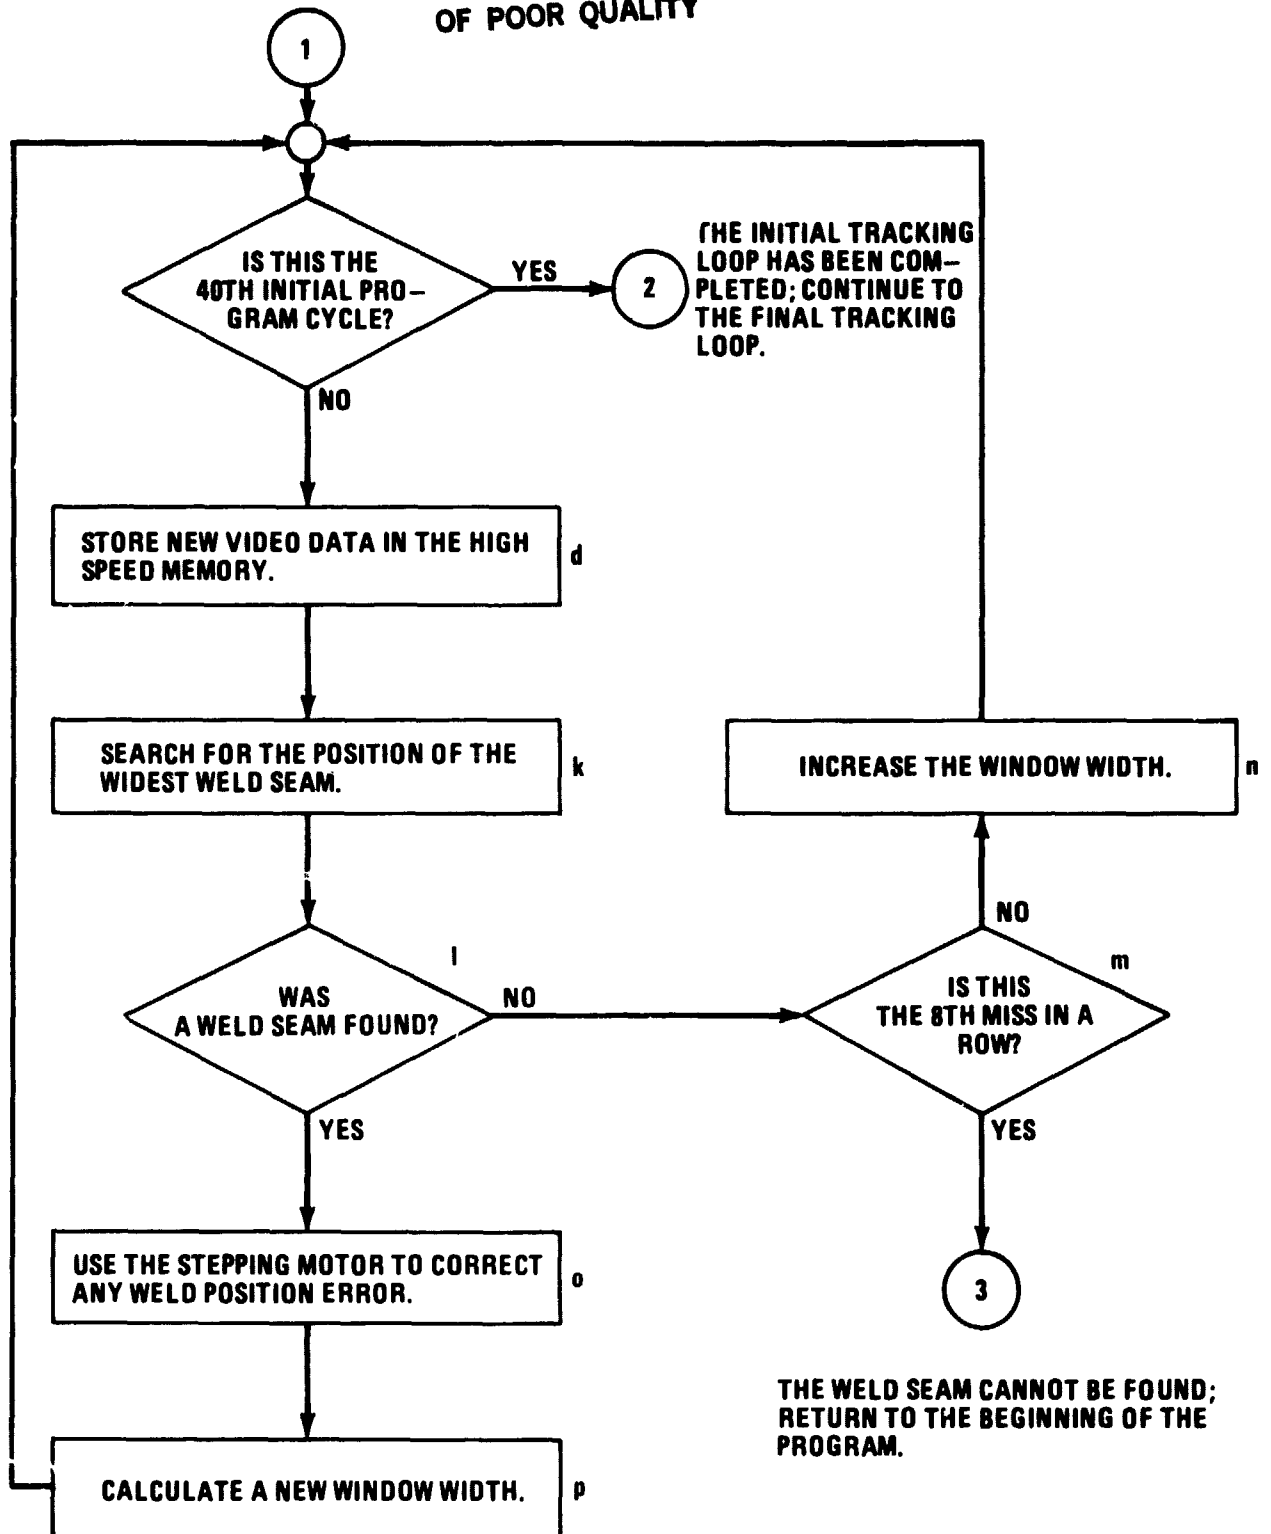 OF POOR QUALITY
1
IS THIS THE
40TH INITIAL PRO-
GRAM CYCLE?
YES
2
THE INITIAL TRACKING
LOOP HAS BEEN COM-
PLETED; CONTINUE TO
THE FINAL TRACKING
LOOP.
NO
STORE NEW VIDEO DATA IN THE HIGH
SPEED MEMORY.
d
SEARCH FOR THE POSITION OF THE
WIDEST WELD SEAM.
k
INCREASE THE WINDOW WIDTH.
n
NO
l
m
WAS
A WELD SEAM FOUND?
NO
IS THIS
THE 8TH MISS IN A
ROW?
YES
YES
USE THE STEPPING MOTOR TO CORRECT
ANY WELD POSITION ERROR.
o
3
THE WELD SEAM CANNOT BE FOUND;
RETURN TO THE BEGINNING OF THE
PROGRAM.
CALCULATE A NEW WINDOW WIDTH.
p